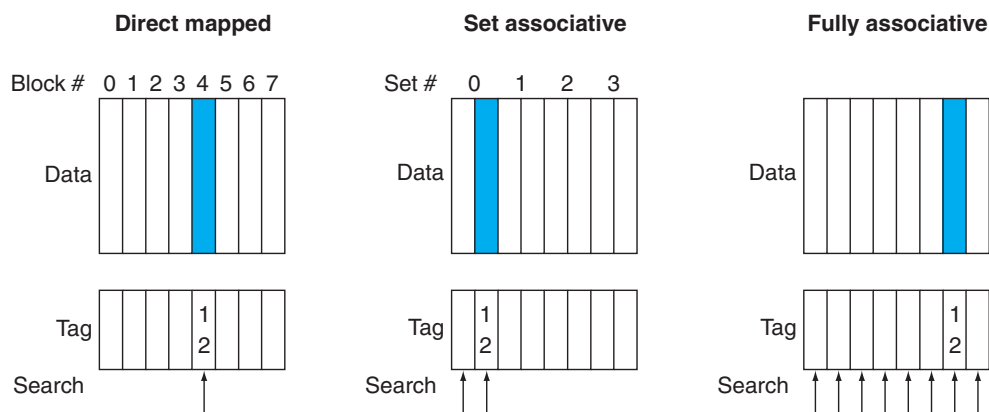 Direct mapped
Set associative
Fully associative
Block # 0 1 2 3 4 5 6 7
Set # 0 1 2 3
Data
Data
Data
Tag
1
2
Tag
1
2
Tag
1
2
Search
Search
Search